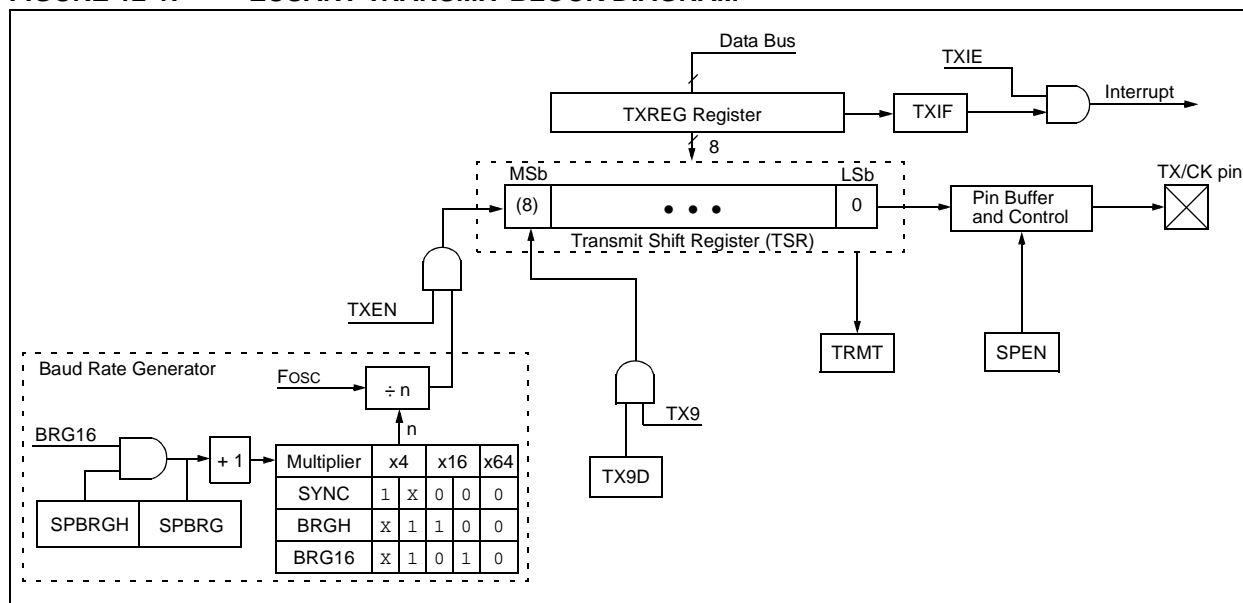 Data Bus
TXIE
Interrupt
TXREG Register
TXIF
8
MSb
LSb
TX/CK pin
(8)
• • •
0
Pin Buffer
and Control
Transmit Shift Register (TSR)
TXEN
TRMT
SPEN
Baud Rate Generator
FOSC
÷ n
n
TX9
BRG16
+ 1
Multiplier x4 x16 x64
TX9D
SYNC 1 X 0 0 0
SPBRGH SPBRG
BRGH X 1 1 0 0
BRG16 X 1 0 1 0